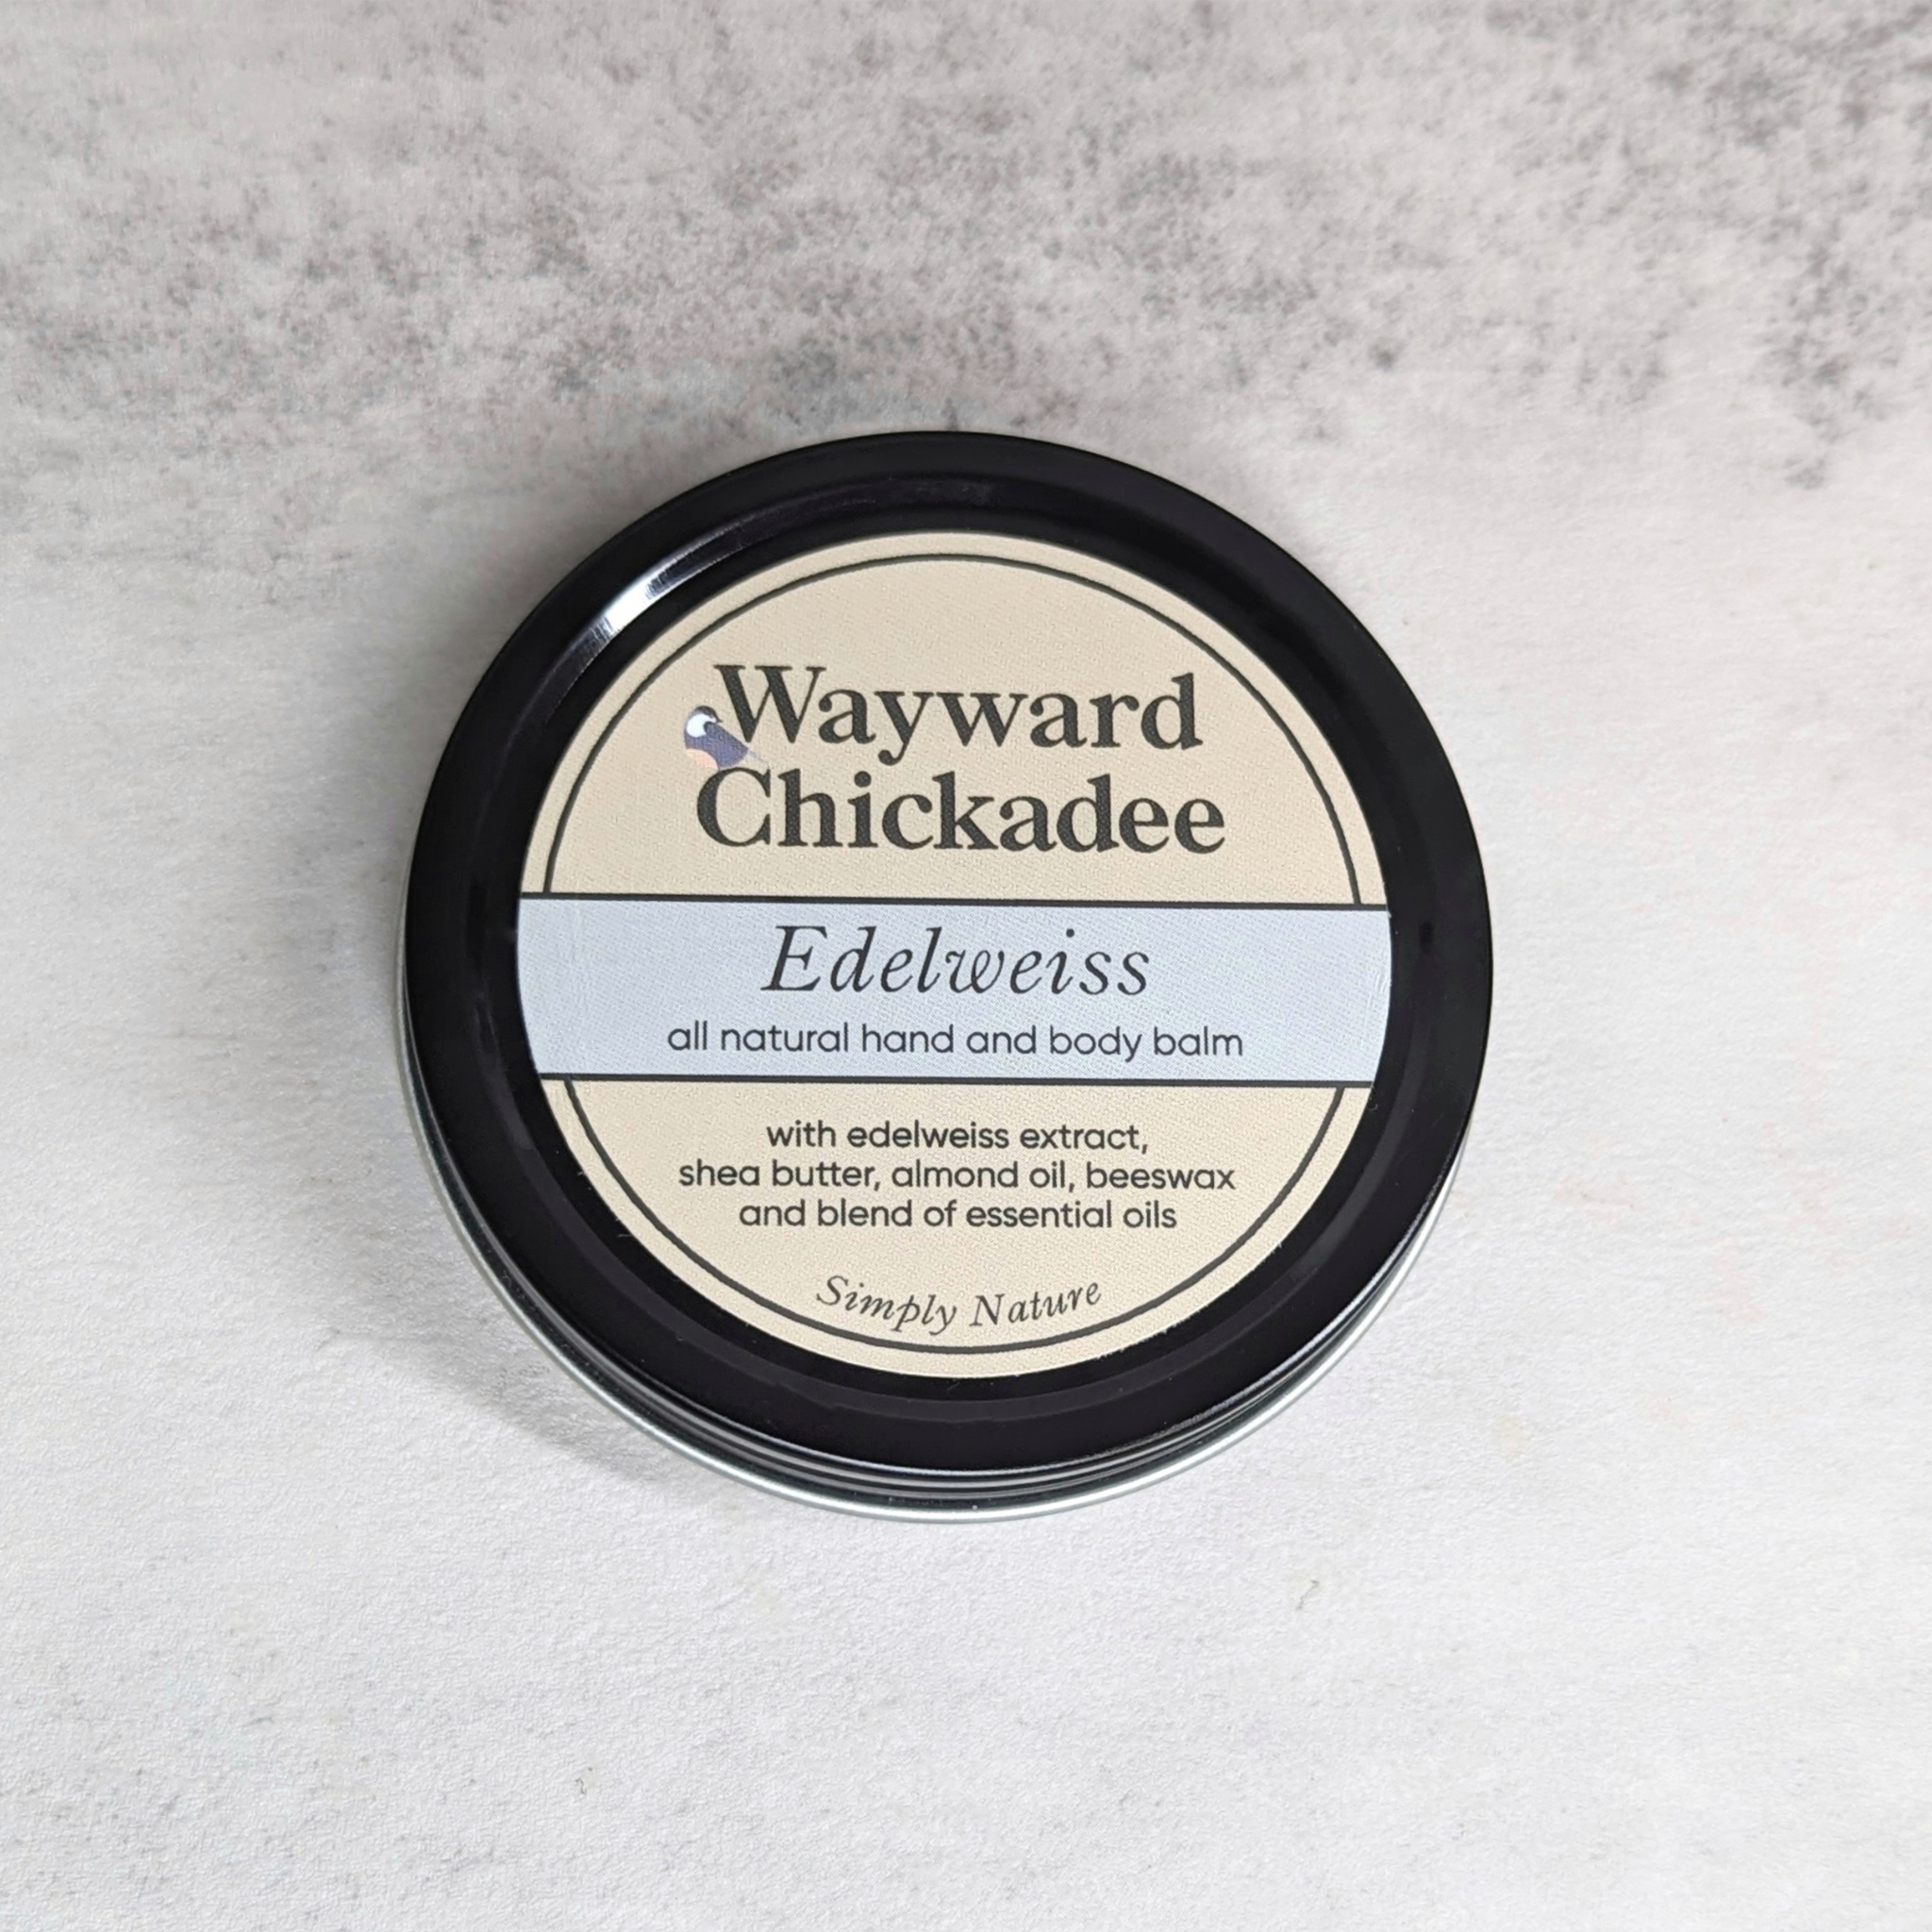 Wayward
Chickadee
Edelweiss
all natural hand and body balm
with edelweiss extract,
shea butter, almond oil, beeswax
and blend of essential oils
Simply Nature